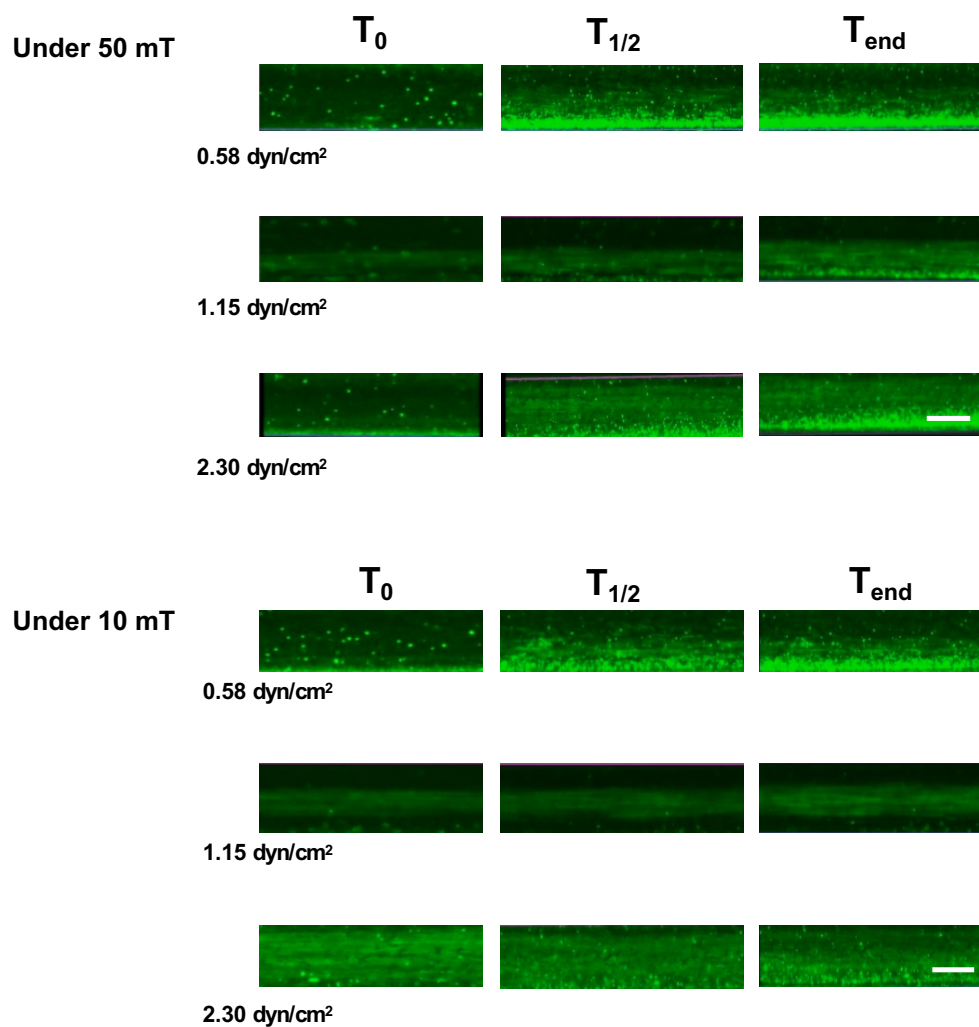 Under 50 mT
T0 T1/2 Tend
0.58 dyn/cm²
1.15 dyn/cm²
2.30 dyn/cm²
Under 10 mT
T0 T1/2 Tend
0.58 dyn/cm²
1.15 dyn/cm²
2.30 dyn/cm²